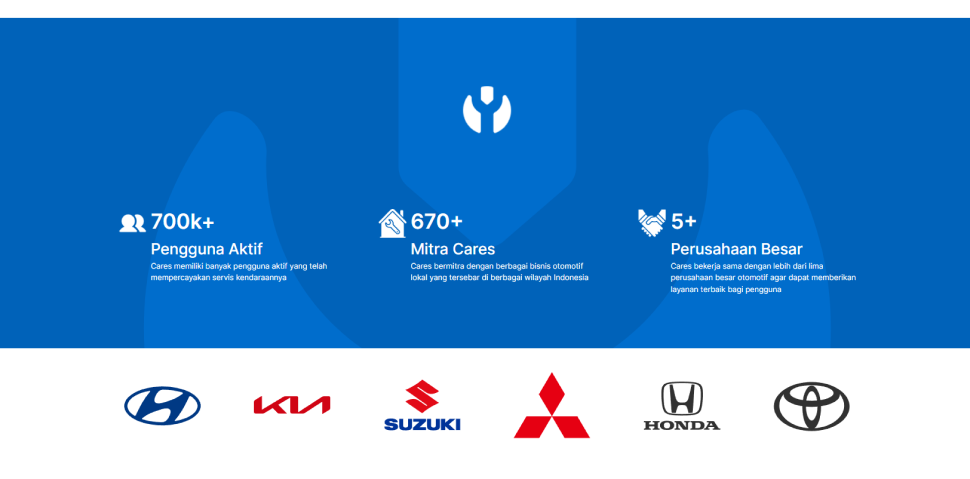 700k+
Pengguna Aktif
Cares memiliki banyak pengguna aktif yang telah
mempercayakan servis kendaraannya
670+
Mitra Cares
Cares bermitra dengan berbagai bisnis otomotif
lokal yang tersebar di berbagai wilayah Indonesia
5+
Perusahaan Besar
Cares bekerja sama dengan lebih dari lima
perusahaan besar otomotif agar dapat memberikan
layanan terbaik bagi pengguna
KIA
SUZUKI
HONDA